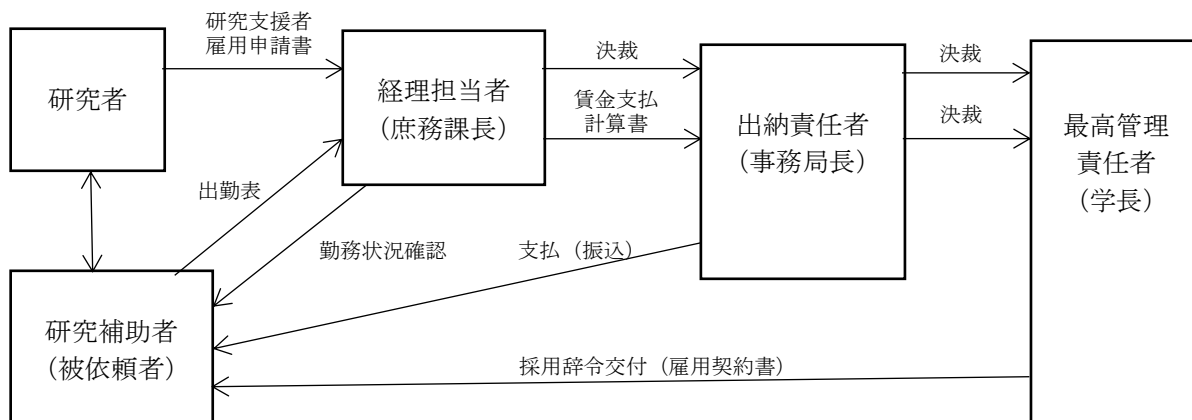 研究支援者
雇用申請書
研究者
経理担当者
（庶務課長）
決裁
賃金支払
計算書
出納責任者
（事務局長）
決裁
決裁
最高管理
責任者
（学長）
出勤表
勤務状況確認
支払（振込）
研究補助者
（被依頼者）
採用辞令交付（雇用契約書）